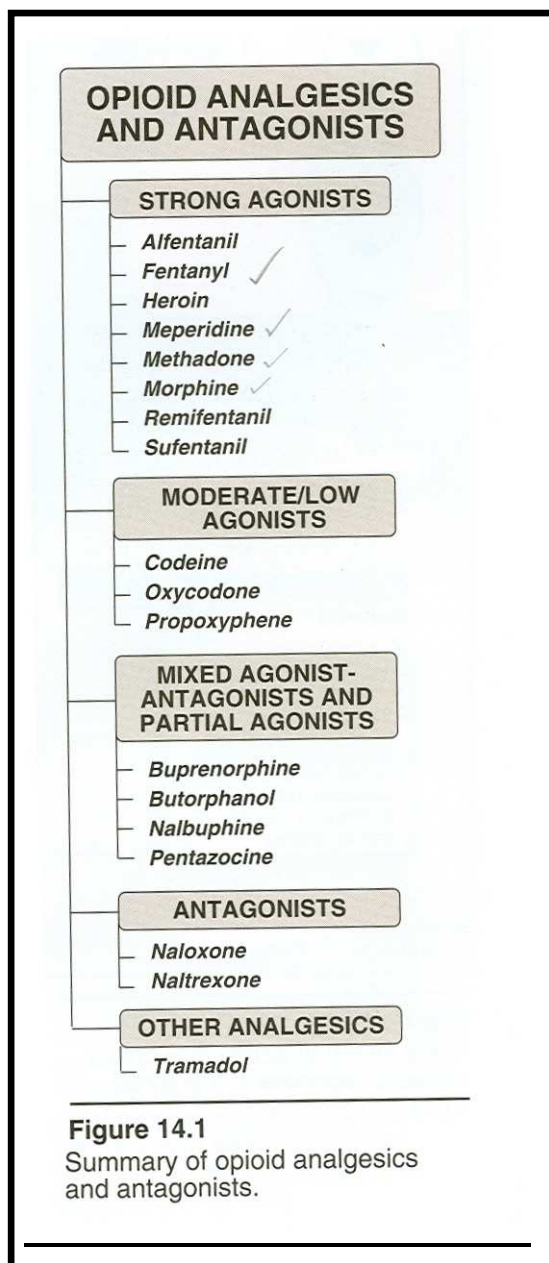 OPIOID ANALGESICS
AND ANTAGONISTS
STRONG AGONISTS
Alfentanil
Fentanyl
Heroin
Meperidine
Methadone
Morphine
Remifentanil
Sufentanil
MODERATE/LOW
AGONISTS
Codeine
Oxycodone
Propoxyphene
MIXED AGONIST-
ANTAGONISTS AND
PARTIAL AGONISTS
Buprenorphine
Butorphanol
Nalbuphine
Pentazocine
ANTAGONISTS
Naloxone
Naltrexone
OTHER ANALGESICS
Tramadol
Figure 14.1
Summary of opioid analgesics
and antagonists.